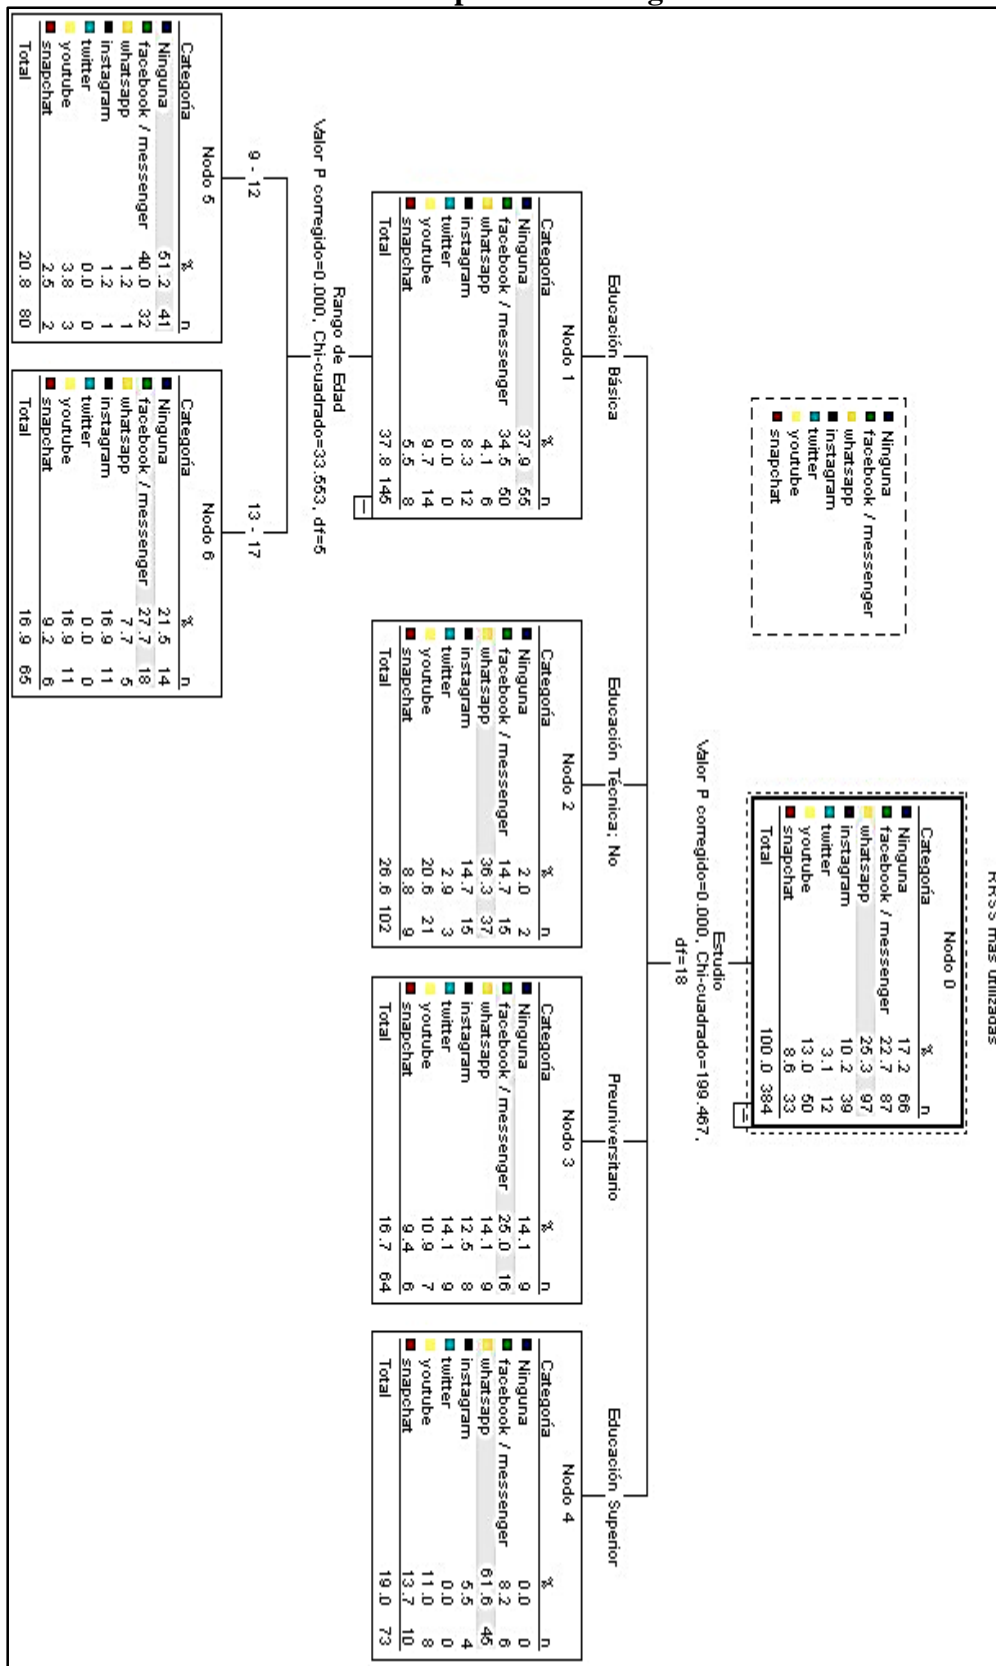 RRSS más utilizadas
Nodo 0
Categoría % n
Ninguna 17.2 66
facebook / messenger 22.7 87
whatsapp 25.3 97
instagram 10.2 39
twitter 3.1 12
youtube 13.0 50
snapchat 8.6 33
Total 100.0 384
Ninguna
facebook / messenger
whatsapp
instagram
twitter
youtube
snapchat
Estudio
Valor P corregido=0.000, Chi-cuadrado=199.467,
df=18
Educación Básica
Educación Técnica; No
Preuniversitario
Educación Superior
Nodo 1
Categoría % n
Ninguna 37.9 55
facebook / messenger 34.5 50
whatsapp 4.1 6
instagram 8.3 12
twitter 0.0 0
youtube 9.7 14
snapchat 5.5 8
Total 37.8 145
Nodo 2
Categoría % n
Ninguna 2.0 2
facebook / messenger 14.7 15
whatsapp 36.3 37
instagram 14.7 15
twitter 2.9 3
youtube 20.6 21
snapchat 8.8 9
Total 26.6 102
Nodo 3
Categoría % n
Ninguna 14.1 9
facebook / messenger 25.0 16
whatsapp 14.1 9
instagram 12.5 8
twitter 14.1 9
youtube 10.9 7
snapchat 9.4 6
Total 16.7 64
Nodo 4
Categoría % n
Ninguna 0.0 0
facebook / messenger 8.2 6
whatsapp 61.6 45
instagram 5.5 4
twitter 0.0 0
youtube 11.0 8
snapchat 13.7 10
Total 19.0 73
Rango de Edad
Valor P corregido=0.000, Chi-cuadrado=33.553, df=5
9 - 12
13 - 17
Nodo 5
Categoría % n
Ninguna 51.2 41
facebook / messenger 40.0 32
whatsapp 1.2 1
instagram 1.2 1
twitter 0.0 0
youtube 3.8 3
snapchat 2.5 2
Total 20.8 80
Nodo 6
Categoría % n
Ninguna 21.5 14
facebook / messenger 27.7 18
whatsapp 7.7 5
instagram 16.9 11
twitter 0.0 0
youtube 16.9 11
snapchat 9.2 6
Total 16.9 65